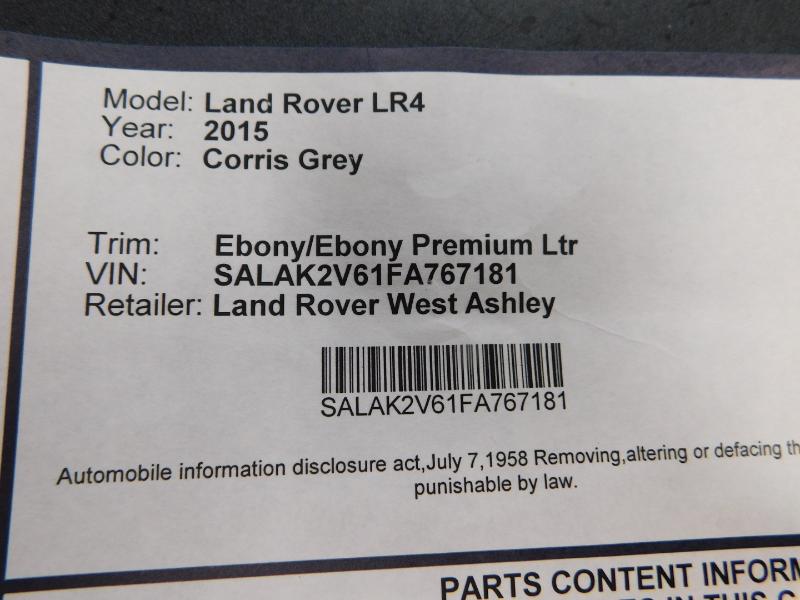 Model: Land Rover LR4
Year: 2015
Color: Corris Grey
Trim: Ebony/Ebony Premium Ltr
VIN: SALAK2V61FA767181
Retailer: Land Rover West Ashley
SALAK2V61FA767181
Automobile information disclosure act,July 7,1958 Removing,altering or defacing
punishable by law.
PARTS CONTENT